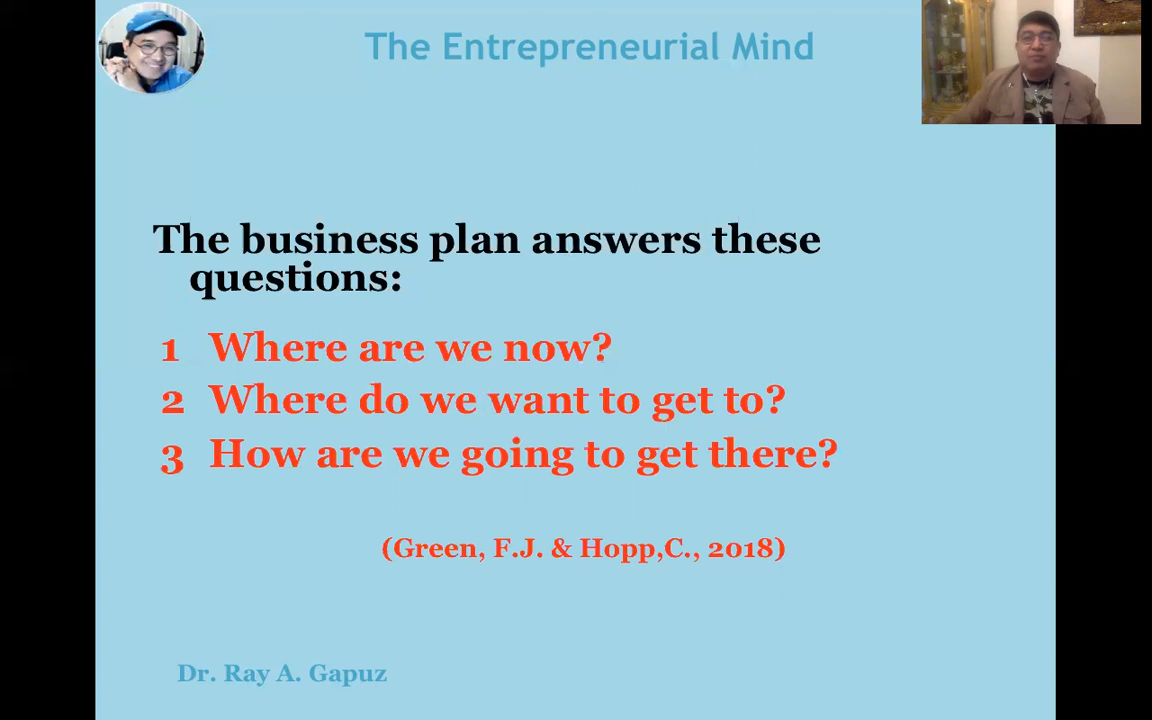 The Entrepreneurial Mind
The business plan answers these
questions:
1 Where are we now?
2 Where do we want to get to?
3 How are we going to get there?
(Green, F.J. & Hopp,C., 2018)
Dr. Ray A. Gapuz